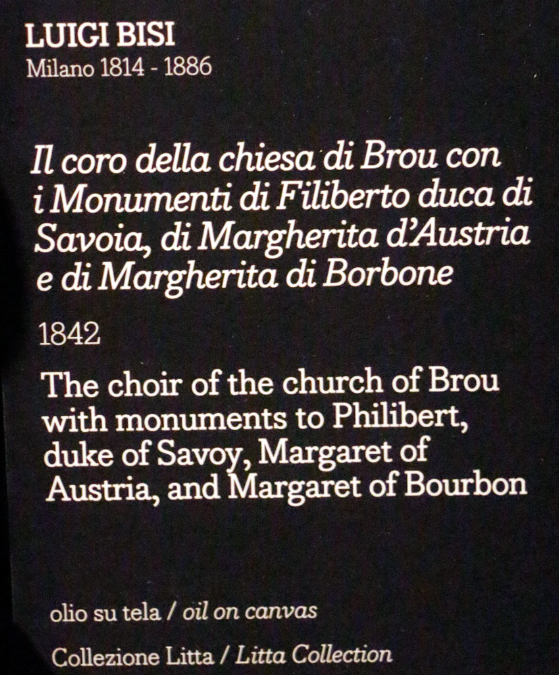 LUIGI BISI
Milano 1814 - 1886
Il coro della chiesa di Brou con
i Monumenti di Filiberto duca di
Savoia, di Margherita d'Austria
e di Margherita di Borbone
1842
The choir of the church of Brou
with monuments to Philibert,
duke of Savoy, Margaret of
Austria, and Margaret of Bourbon
olio su tela / oil on canvas
Collezione Litta / Litta Collection